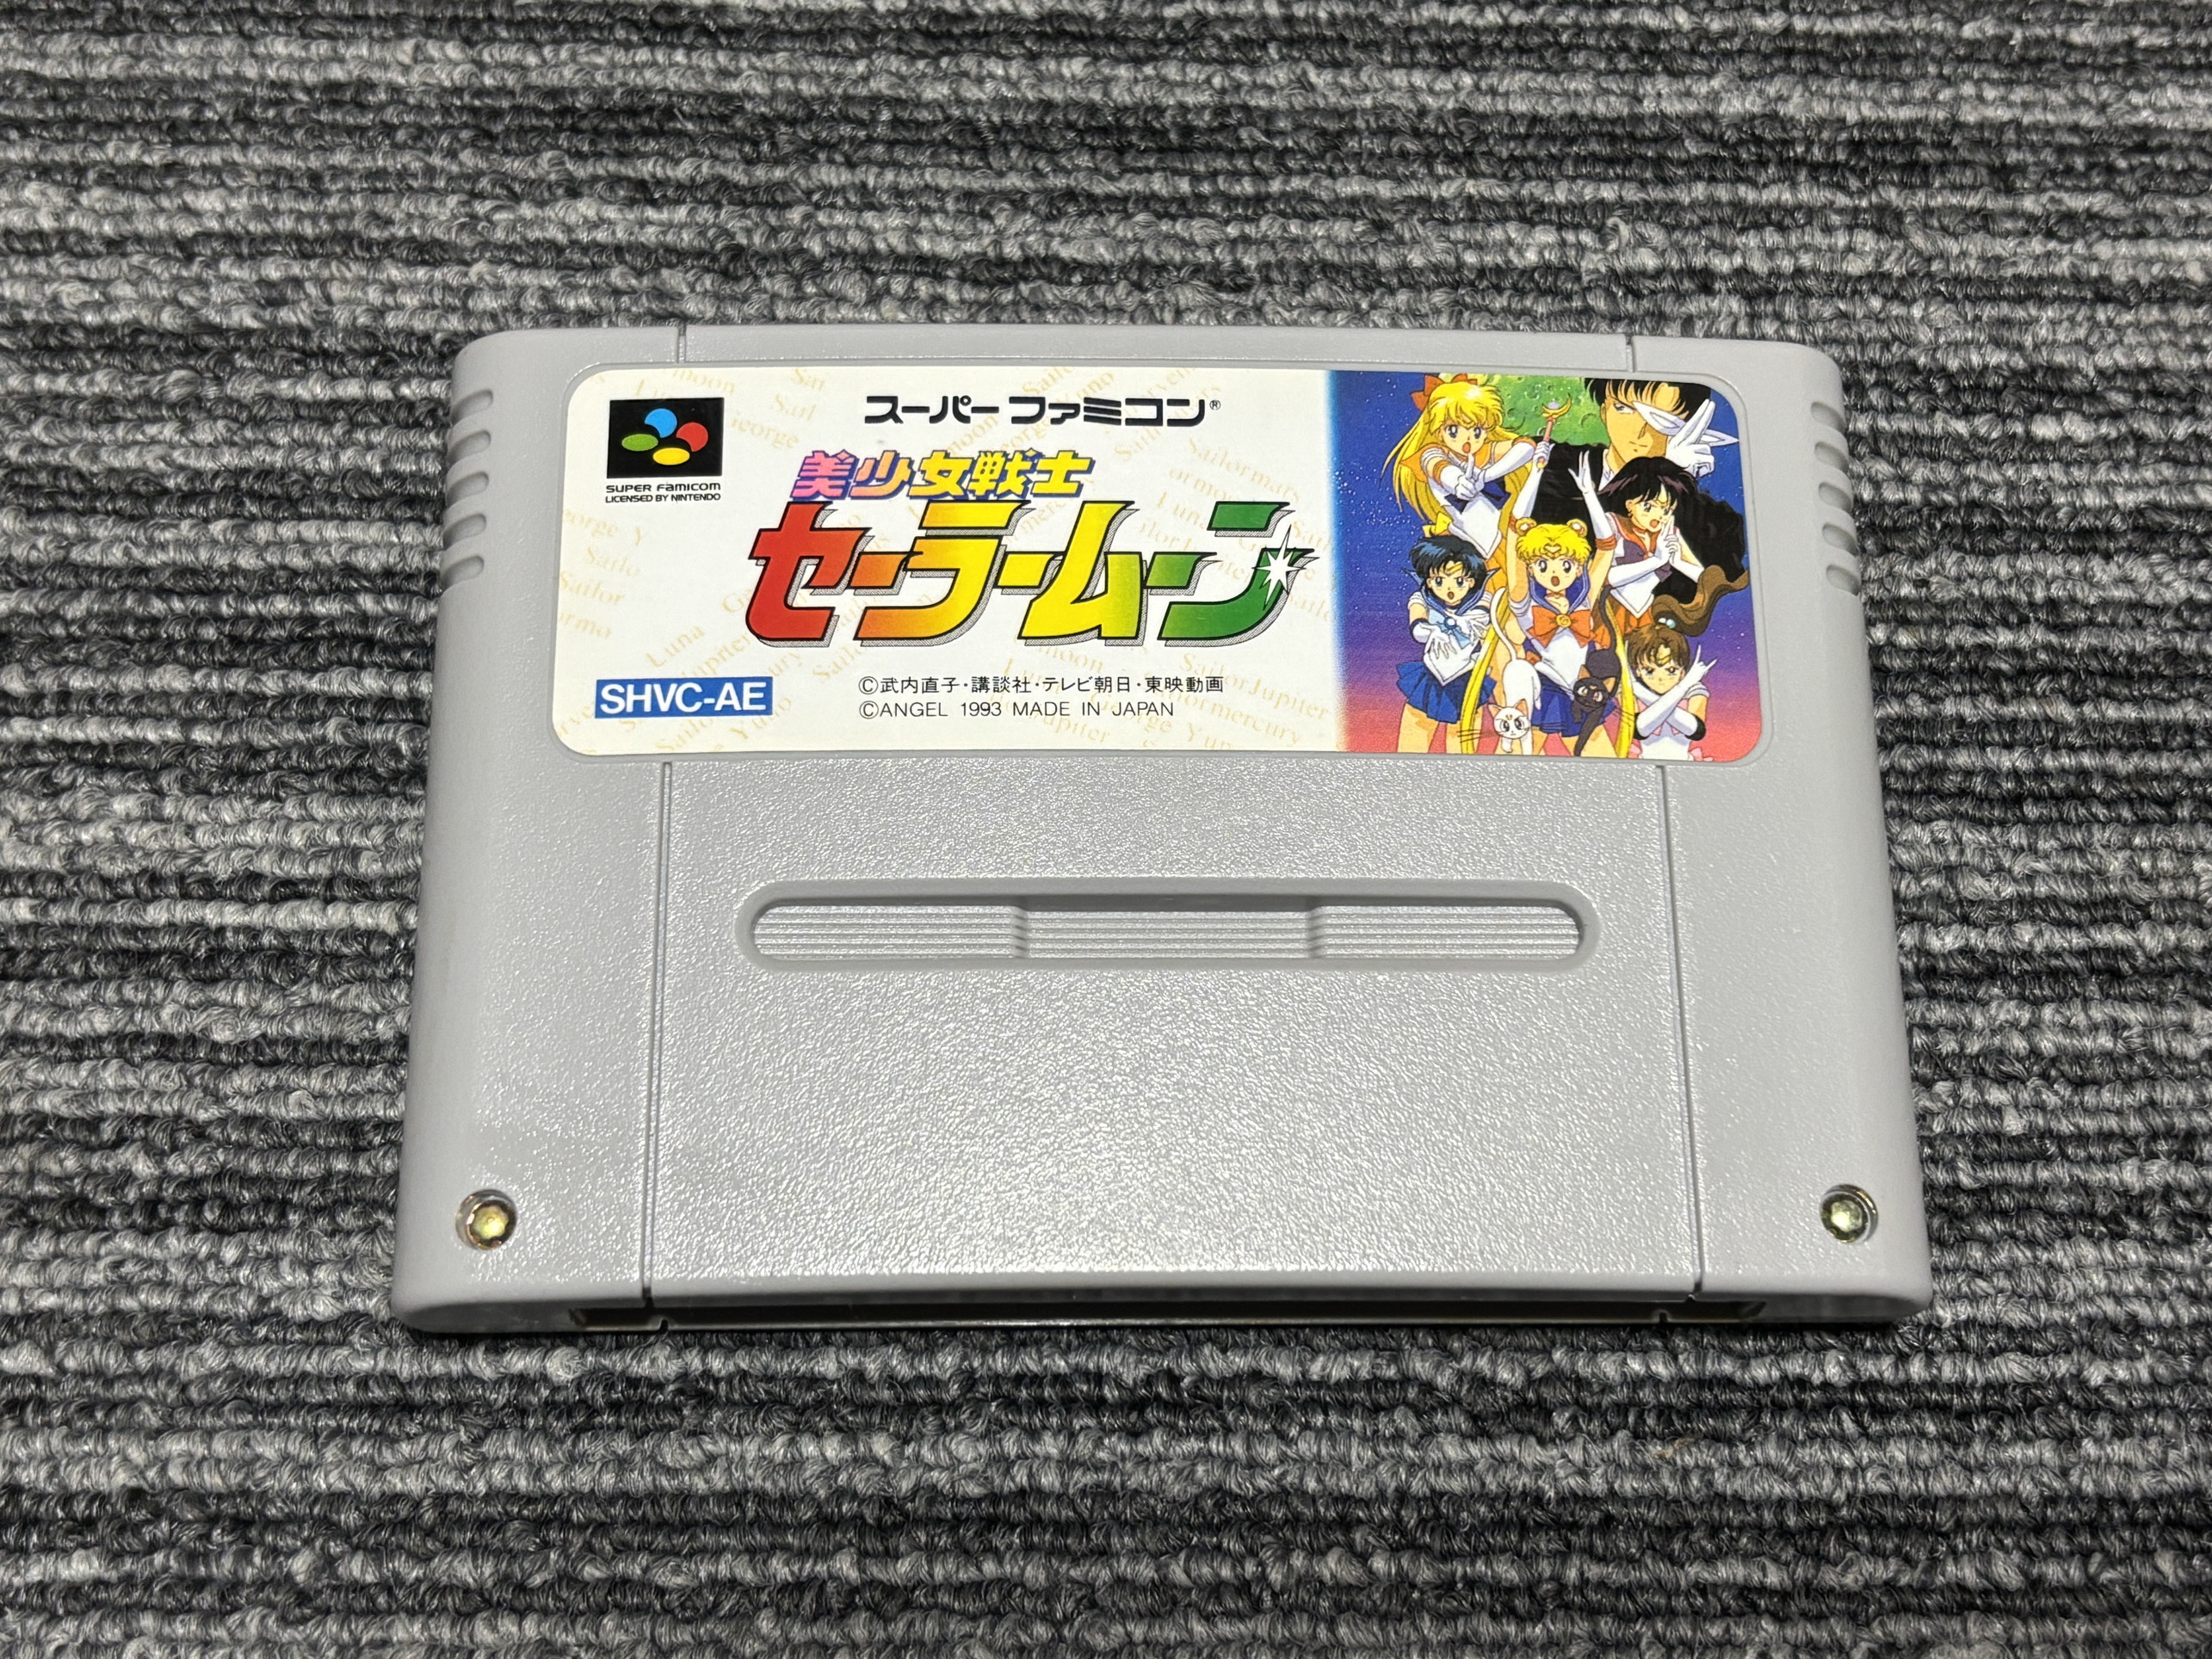 スーパーファミコン®
SUPER FAMICOM
LICENSED BY NINTENDO
美少女戦士
セーラームーン
SHVC-AE
©武内直子・講談社・テレビ朝日・東映動画
©ANGEL 1993 MADE IN JAPAN